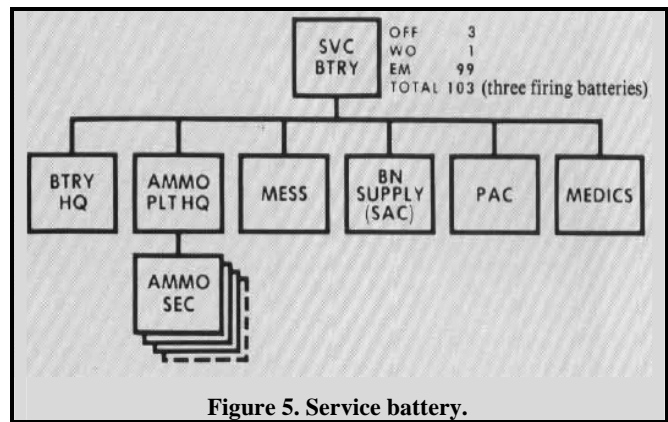 SVC
BTRY
OFF 3
WO 1
EM 99
TOTAL 103 (three firing batteries)
BTRY
HQ
AMMO
PLT HQ
MESS
BN
SUPPLY
(SAC)
PAC
MEDICS
AMMO
SEC
Figure 5. Service battery.